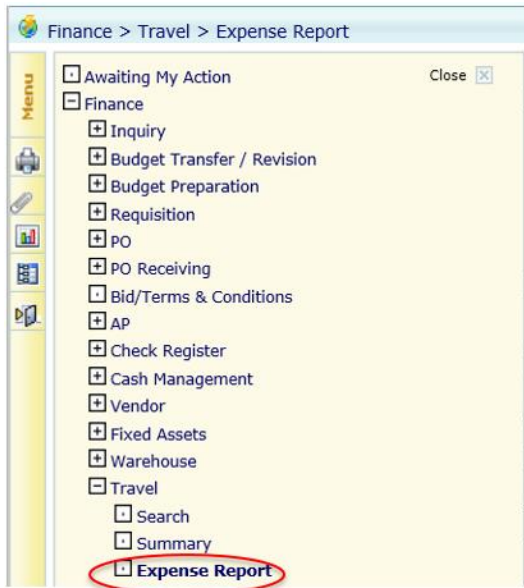 Finance > Travel > Expense Report
Menu
Awaiting My Action
Close
Finance
Inquiry
Budget Transfer / Revision
Budget Preparation
Requisition
PO
PO Receiving
Bid/Terms & Conditions
AP
Check Register
Cash Management
Vendor
Fixed Assets
Warehouse
Travel
Search
Summary
Expense Report